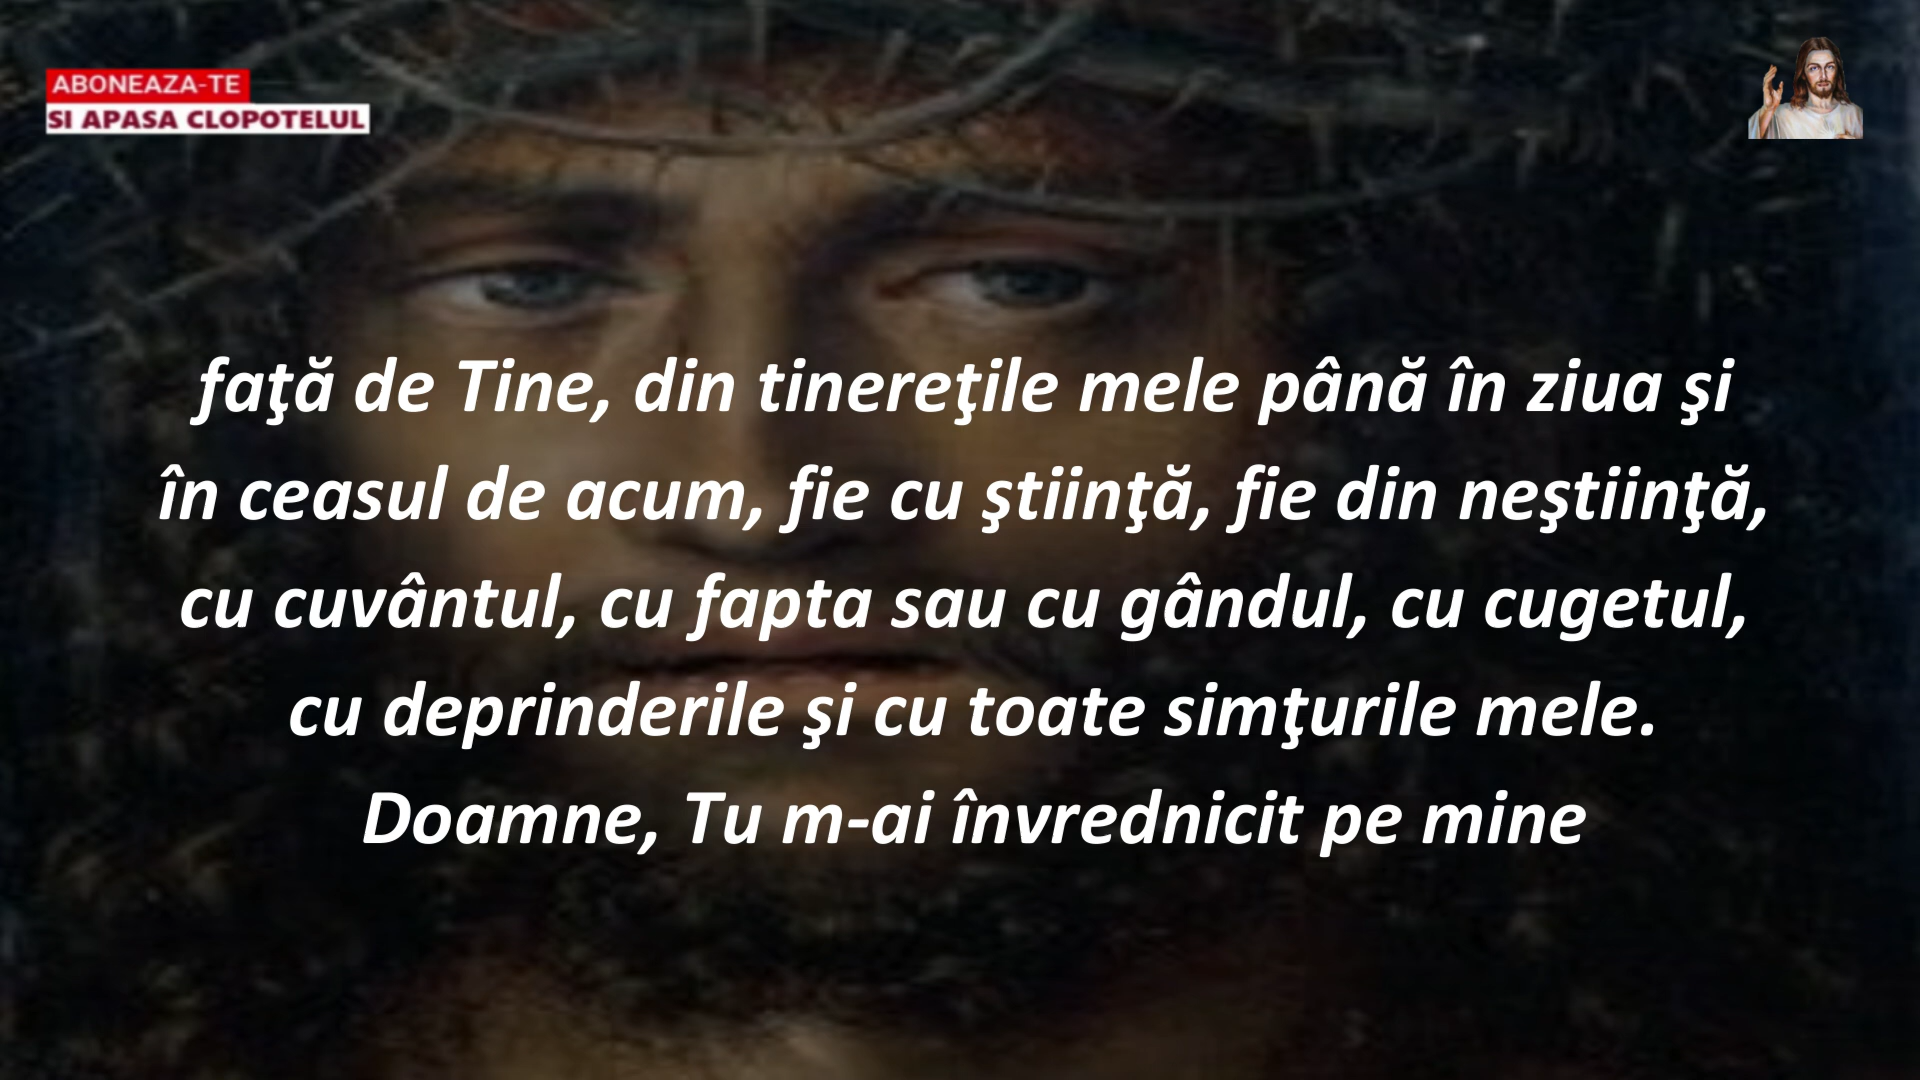 ABONEAZA-TE
SI APASA CLOPOTELUL
faţă de Tine, din tinereţile mele până în ziua şi
în ceasul de acum, fie cu ştiinţă, fie din neştiinţă,
cu cuvântul, cu fapta sau cu gândul, cu cugetul,
cu deprinderile şi cu toate simţurile mele.
Doamne, Tu m-ai învrednicit pe mine